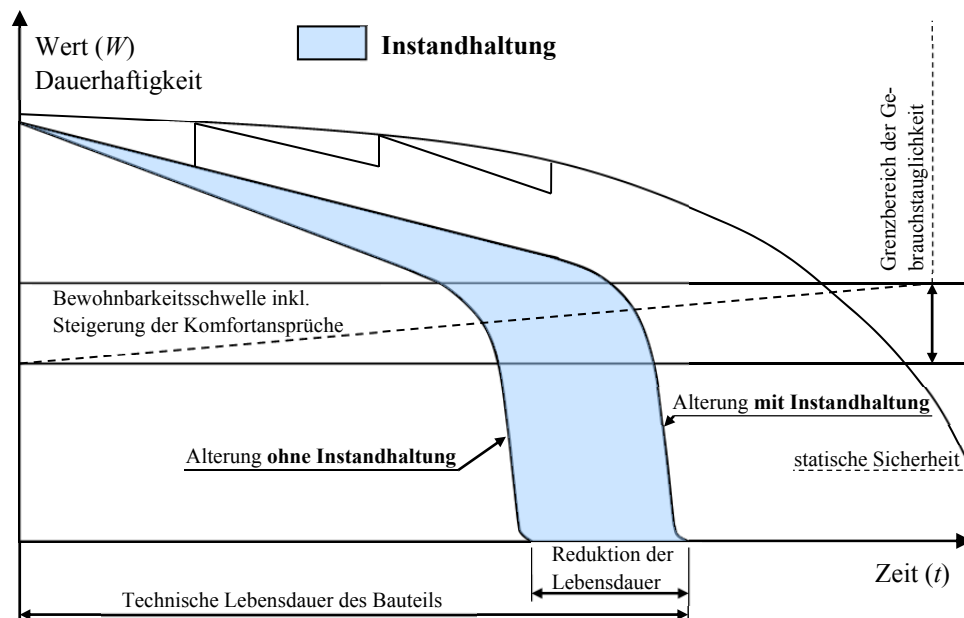 Wert (W)
Dauerhaftigkeit
Instandhaltung
Grenzbereich der Ge-
brauchstauglichkeit
Bewohnbarkeitsschwelle inkl.
Steigerung der Komfortansprüche
Alterung mit Instandhaltung
Alterung ohne Instandhaltung
statische Sicherheit
Reduktion der
Lebensdauer
Zeit (t)
Technische Lebensdauer des Bauteils